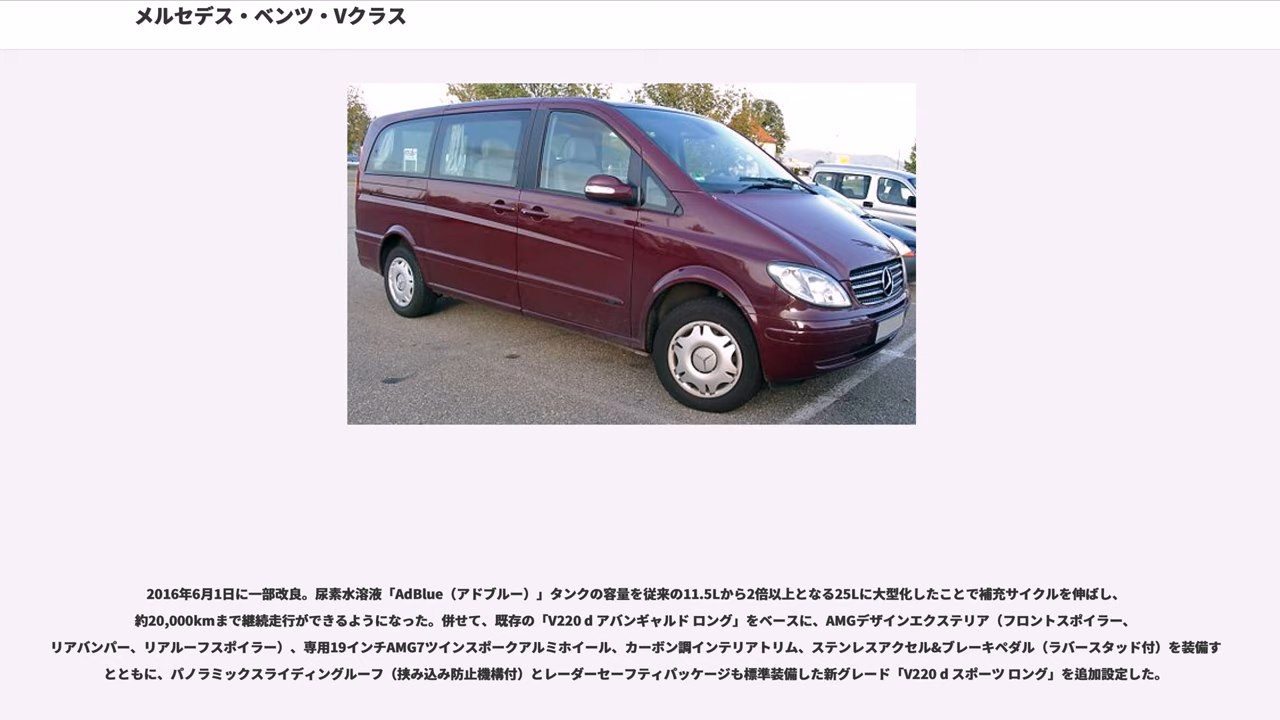 メルセデス・ベンツ・Vクラス
2016年6月1日に一部改良。尿素水溶液「AdBlue（アドブルー）」タンクの容量を従来の11.5Lから2倍以上となる25Lに大型化したことで補充サイクルを伸ばし、
約20,000kmまで継続走行ができるようになった。併せて、既存の「V220 d アバンギャルド ロング」をベースに、AMGデザインエクステリア（フロントスポイラー、
リアバンパー、リアルーフスポイラー）、専用19インチAMG7ツインスポークアルミホイール、カーボン調インテリアトリム、ステンレスアクセル&ブレーキペダル（ラバースタッド付）を装備す
とともに、パノラミックスライディングルーフ（挟み込み防止機構付）とレーダーセーフティパッケージも標準装備した新グレード「V220 d スポーツ ロング」を追加設定した。